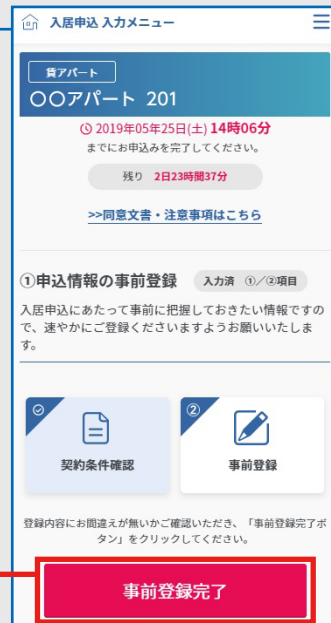 入居申込 入力メニュー
賃アパート
〇〇アパート 201
2019年05年25日(土) 14時06分
までにお申込みを完了してください。
残り 2日23時間37分
>>同意文書・注意事項はこちら
①申込情報の事前登録 入力済 ①/②項目
入居申込にあたって事前に把握しておきたい情報ですの
で、速やかにご登録くださいますようお願いいたしま
す。
②
契約条件確認 事前登録
登録内容にお間違えが無いかご確認いただき、「事前登録完了ボ
タン」をクリックしてください。
事前登録完了